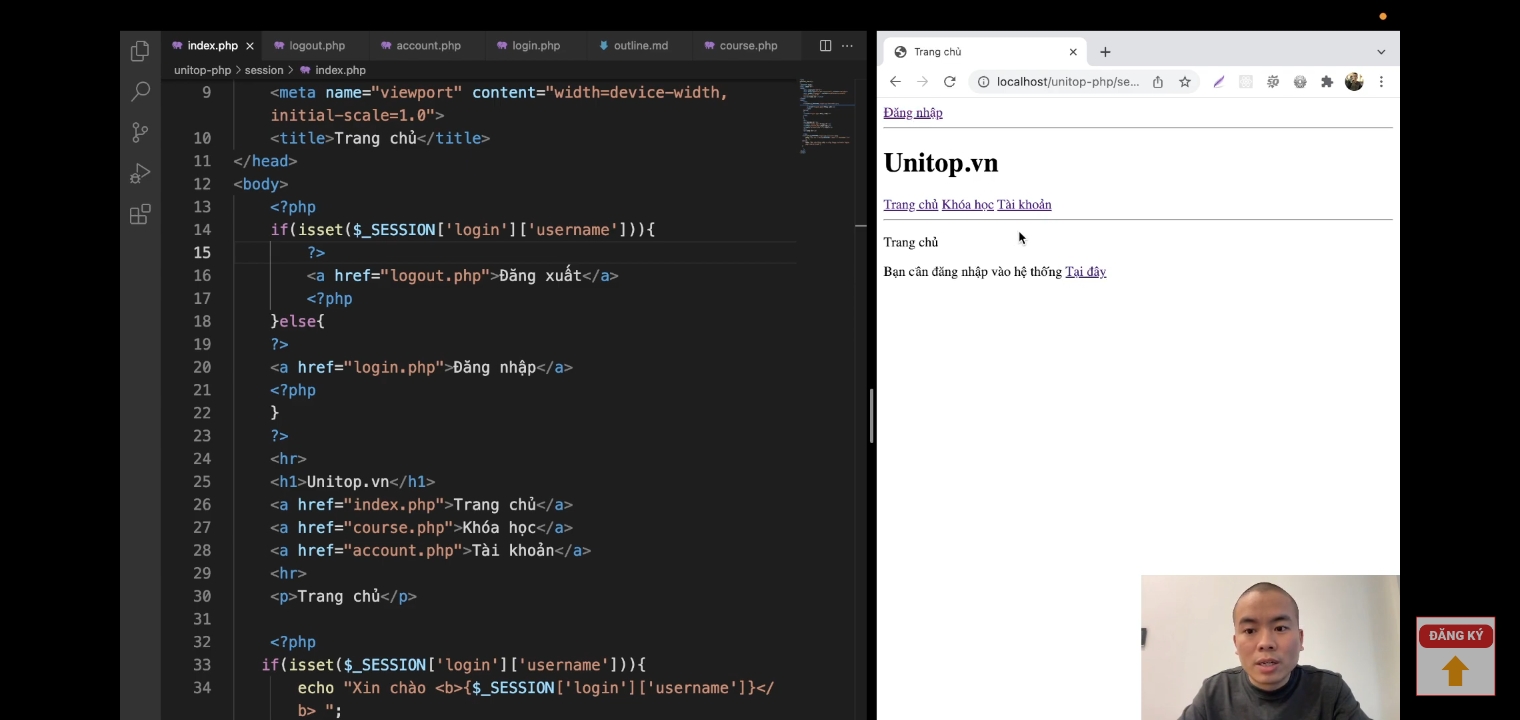 index.php
logout.php
account.php
login.php
outline.md
course.php
unitop-php > session > index.php
9 <meta name="viewport" content="width=device-width,
initial-scale=1.0">
10 <title>Trang chủ</title>
11 </head>
12 <body>
13 <?php
14 if(isset($_SESSION['login']['username'])){
15 ?>
16 <a href="logout.php">Đăng xuất</a>
17 <?php
18 }else{
19 ?>
20 <a href="login.php">Đăng nhập</a>
21 <?php
22 }
23 ?>
24 <hr>
25 <h1>Unitop.vn</h1>
26 <a href="index.php">Trang chủ</a>
27 <a href="course.php">Khóa học</a>
28 <a href="account.php">Tài khoản</a>
29 <hr>
30 <p>Trang chủ</p>
31
32 <?php
33 if(isset($_SESSION['login']['username'])){
34 echo "Xin chào <b>{$_SESSION['login']['username']}</
b> ";
Trang chủ
localhost/unitop-php/se...
Đăng nhập
Unitop.vn
Trang chủ Khóa học Tài khoản
Trang chủ
Bạn cần đăng nhập vào hệ thống Tại đây
ĐĂNG KÝ